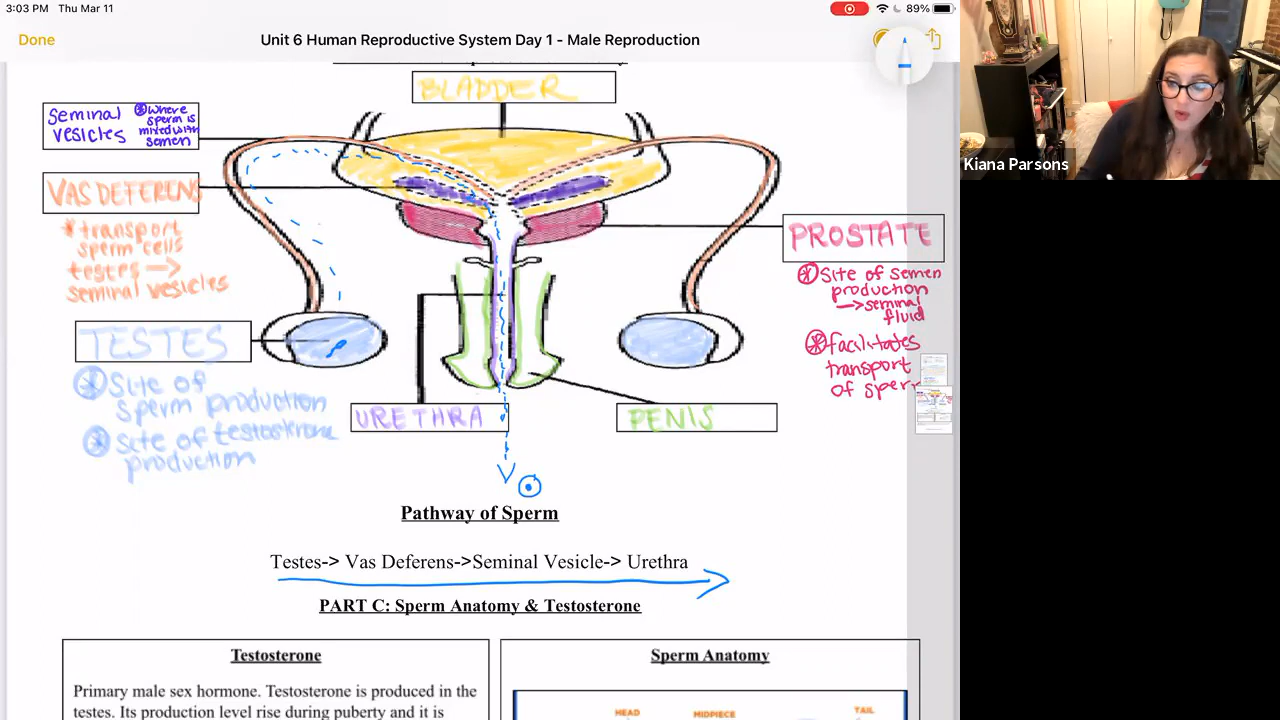 3:03 PM Thu Mar 11
89%
Done
Unit 6 Human Reproductive System Day 1 - Male Reproduction
BLADDER
Seminal vesicles
* where sperm is mixed with semen
VAS DEFERENS
* transport
sperm cells
testes →
seminal vesicles
TESTES
* Site of
sperm production
* Site of testosterone
production
PROSTATE
* Site of semen
production
→ seminal
fluid
* facilitates
transport
of sperm
URETHRA
PENIS
Pathway of Sperm
Testes-> Vas Deferens->Seminal Vesicle-> Urethra
PART C: Sperm Anatomy & Testosterone
Testosterone
Primary male sex hormone. Testosterone is produced in the
testes. Its production level rise during puberty and it is
Sperm Anatomy
HEAD
MIDPIECE
TAIL
Kiana Parsons